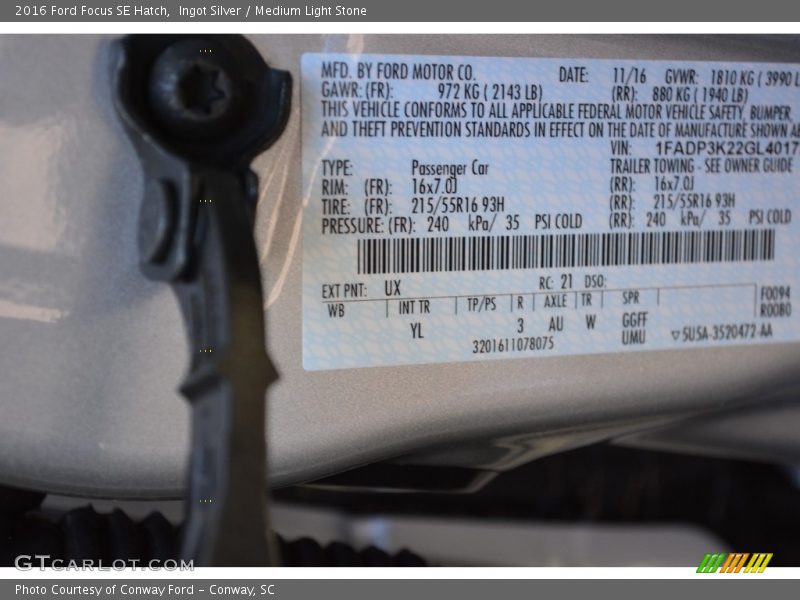 2016 Ford Focus SE Hatch,  Ingot Silver / Medium Light Stone
MFD. BY FORD MOTOR CO. DATE: 11/16 GVWR: 1810 KG ( 3990 L
GAWR:(FR): 972 KG ( 2143 LB) (RR): 880 KG ( 1940 LB)
THIS VEHICLE CONFORMS TO ALL APPLICABLE FEDERAL MOTOR VEHICLE SAFETY, BUMPER,
AND THEFT PREVENTION STANDARDS IN EFFECT ON THE DATE OF MANUFACTURE SHOWN
VIN: 1FADP3K22GL4017
TYPE: Passenger Car TRAILER TOWING - SEE OWNER GUIDE
RIM: (FR): 16x7.0J (RR): 16x7.0J
TIRE: (FR): 215/55R16 93H (RR): 215/55R16 93H
PRESSURE: (FR): 240 kPa/ 35 PSI COLD (RR): 240 kPa/ 35 PSI COLD
EXT PNT: UX RC: 21 DSO:
WB INT TR TP/PS R AXLE TR SPR F0094
R0080
YL 3 AU W GGFF
UMU
3201611078075 ▽5U5A-3520472-AA
GTCARLOT.COM
Photo Courtesy of Conway Ford – Conway, SC